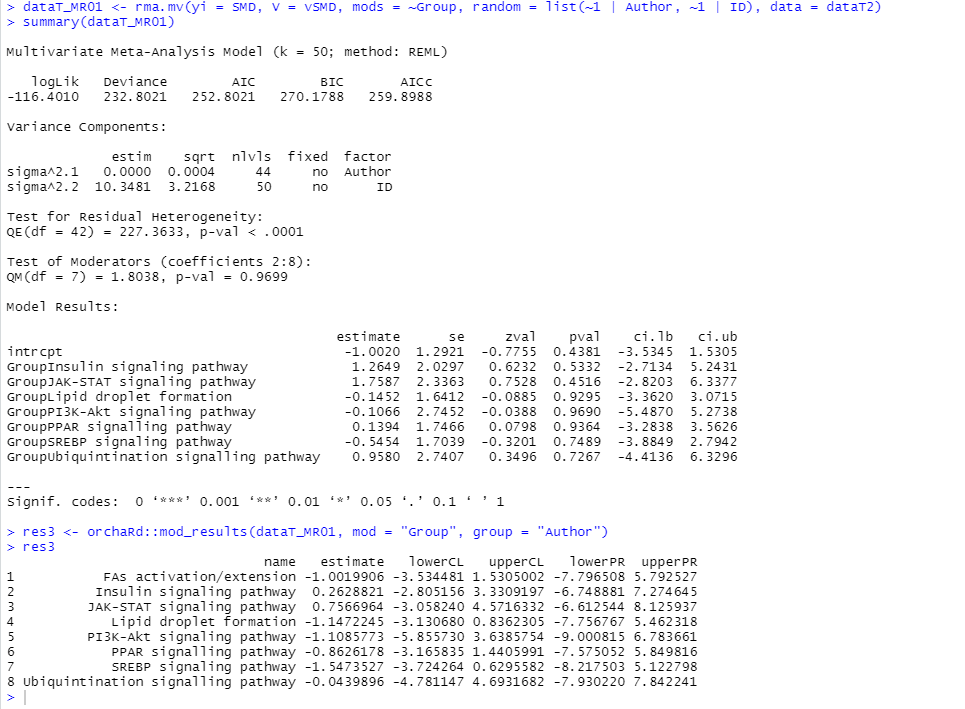 > dataT_MR01 <- rma.mv(yi = SMD, V = vSMD, mods = ~Group, random = list(~1 | Author, ~1 | ID), data = dataT2)
> summary(dataT_MR01)

Multivariate Meta-Analysis Model (k = 50; method: REML)

   logLik   Deviance        AIC        BIC       AICc
-116.4010   232.8021   252.8021   270.1788   259.8988

Variance Components:

             estim    sqrt  nlvls  fixed  factor
sigma^2.1   0.0000  0.0004     44     no  Author
sigma^2.2  10.3481  3.2168     50     no      ID

Test for Residual Heterogeneity:
QE(df = 42) = 227.3633, p-val < .0001

Test of Moderators (coefficients 2:8):
QM(df = 7) = 1.8038, p-val = 0.9699

Model Results:

                                         estimate      se     zval    pval    ci.lb   ci.ub
intrcpt                                   -1.0020  1.2921  -0.7755  0.4381  -3.5345  1.5305
GroupInsulin signaling pathway             1.2649  2.0297   0.6232  0.5332  -2.7134  5.2431
GroupJAK-STAT signaling pathway            1.7587  2.3363   0.7528  0.4516  -2.8203  6.3377
GroupLipid droplet formation              -0.1452  1.6412  -0.0885  0.9295  -3.3620  3.0715
GroupPI3K-Akt signaling pathway           -0.1066  2.7452  -0.0388  0.9690  -5.4870  5.2738
GroupPPAR signalling pathway               0.1394  1.7466   0.0798  0.9364  -3.2838  3.5626
GroupSREBP signaling pathway              -0.5454  1.7039  -0.3201  0.7489  -3.8849  2.7942
GroupUbiquintination signalling pathway    0.9580  2.7407   0.3496  0.7267  -4.4136  6.3296

---
Signif. codes:  0 ‘***’ 0.001 ‘**’ 0.01 ‘*’ 0.05 ‘.’ 0.1 ‘ ’ 1

> res3 <- orchaRd::mod_results(dataT_MR01, mod = "Group", group = "Author")
> res3
                                name   estimate   lowerCL   upperCL   lowerPR  upperPR
1            FAs activation/extension -1.0019906 -3.534481 1.5305002 -7.796508 5.792527
2           Insulin signaling pathway  0.2628821 -2.805156 3.3309197 -6.748881 7.274645
3          JAK-STAT signaling pathway  0.7566964 -3.058240 4.5716332 -6.612544 8.125937
4             Lipid droplet formation -1.1472245 -3.130680 0.8362305 -7.756767 5.462318
5          PI3K-Akt signaling pathway -1.1085773 -5.855730 3.6385754 -9.000815 6.783661
6             PPAR signalling pathway -0.8626178 -3.165835 1.4405991 -7.575052 5.849816
7             SREBP signaling pathway -1.5473527 -3.724264 0.6295582 -8.217503 5.122798
8 Ubiquintination signalling pathway -0.0439896 -4.781147 4.6931682 -7.930220 7.842241
>